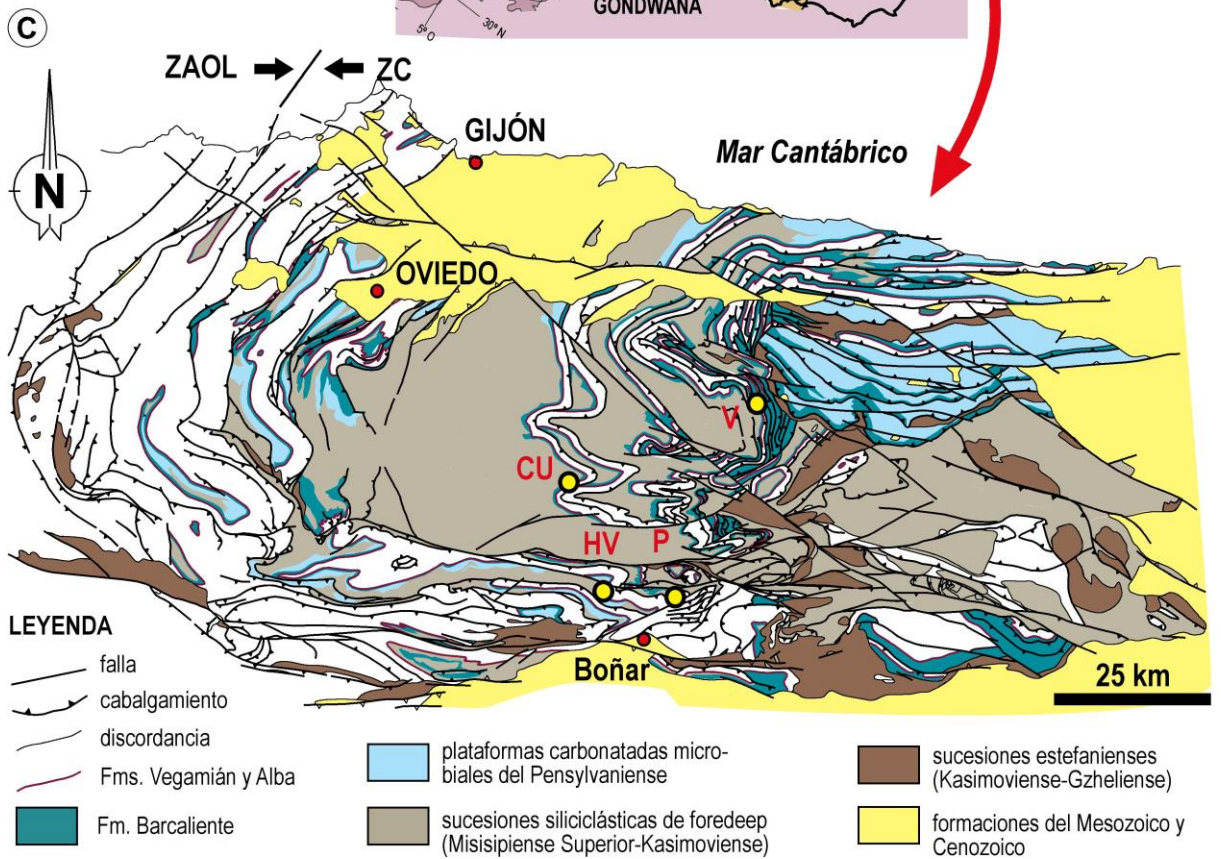 GONDWANA
5º O
30º N
C
ZAOL
ZC
GIJÓN
Mar Cantábrico
N
OVIEDO
V
CU
HV
P
Boñar
25 km
LEYENDA
falla
cabalgamiento
discordancia
Fms. Vegamián y Alba
Fm. Barcaliente
plataformas carbonatadas micro-
biales del Pensylvaniense
sucesiones siliciclásticas de foredeep
(Misisipiense Superior-Kasimoviense)
sucesiones estefanienses
(Kasimoviense-Gzheliense)
formaciones del Mesozoico y
Cenozoico